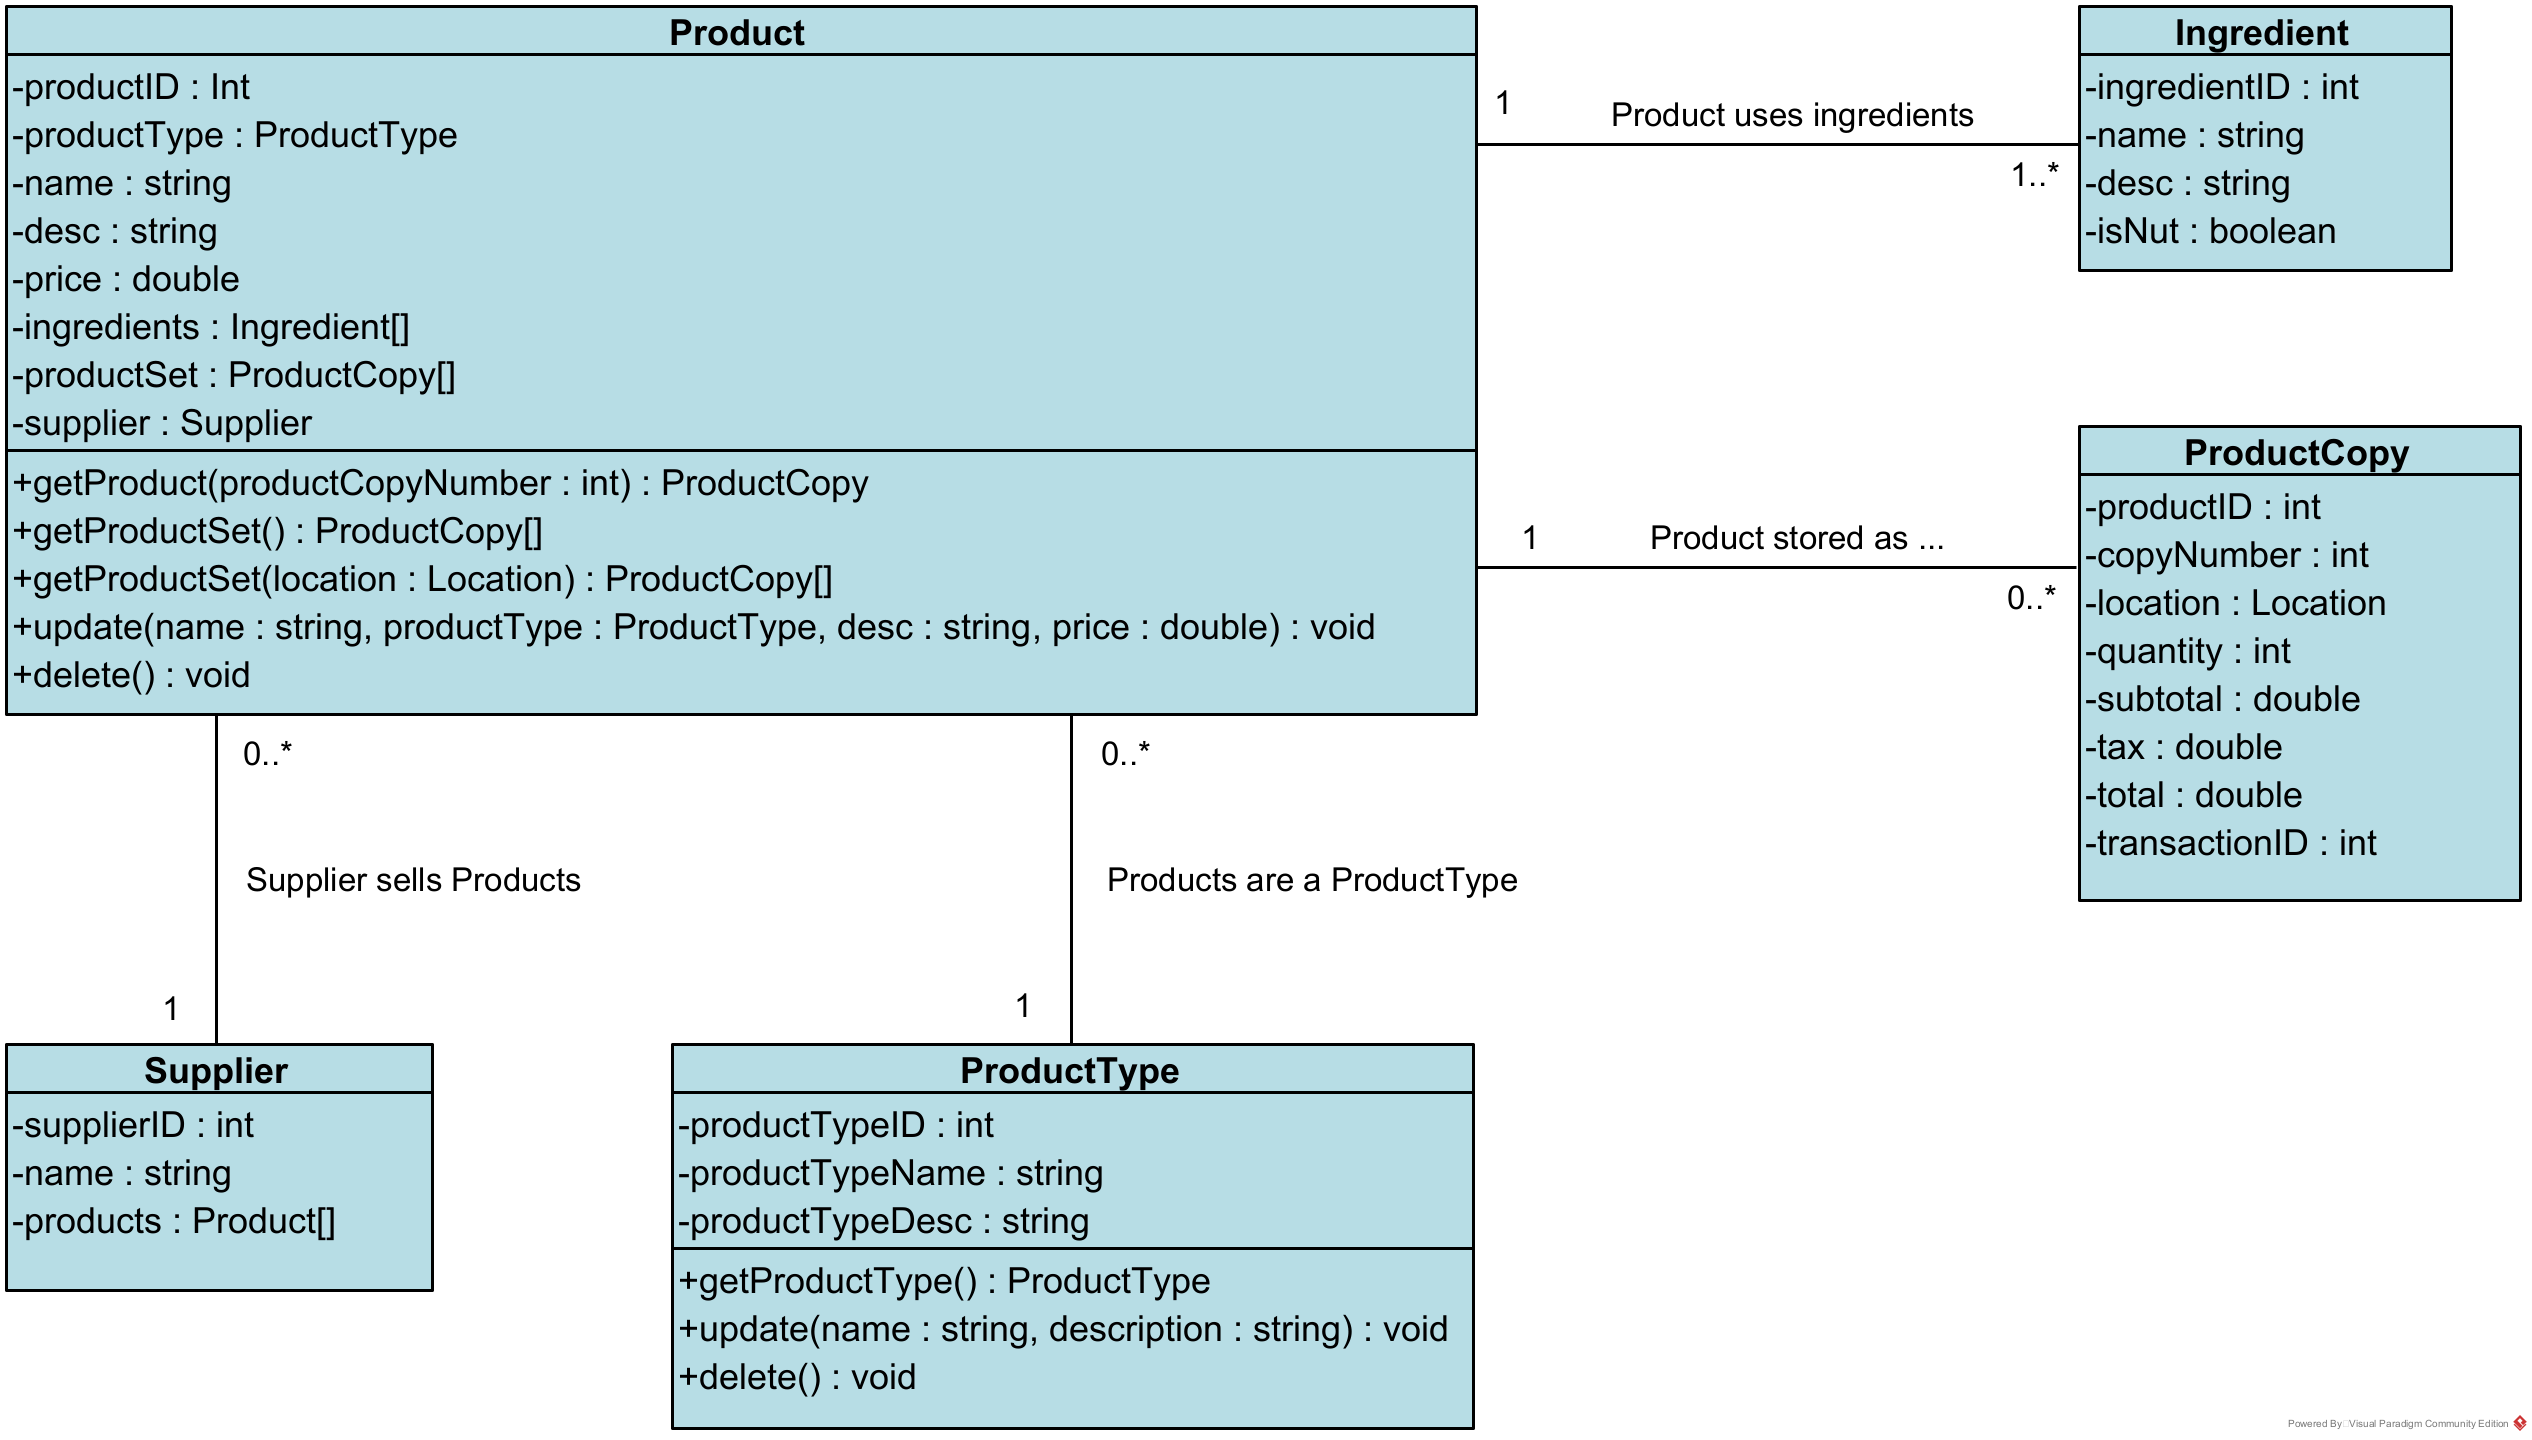 Product
-productID : Int
-productType : ProductType
-name : string
-desc : string
-price : double
-ingredients : Ingredient[]
-productSet : ProductCopy[]
-supplier : Supplier
+getProduct(productCopyNumber : int) : ProductCopy
+getProductSet() : ProductCopy[]
+getProductSet(location : Location) : ProductCopy[]
+update(name : string, productType : ProductType, desc : string, price : double) : void
+delete() : void
1
Product uses ingredients
1..*
Ingredient
-ingredientID : int
-name : string
-desc : string
-isNut : boolean
1
Product stored as ...
0..*
ProductCopy
-productID : int
-copyNumber : int
-location : Location
-quantity : int
-subtotal : double
-tax : double
-total : double
-transactionID : int
0..*
Supplier sells Products
1
0..*
Products are a ProductType
1
Supplier
-supplierID : int
-name : string
-products : Product[]
ProductType
-productTypeID : int
-productTypeName : string
-productTypeDesc : string
+getProductType() : ProductType
+update(name : string, description : string) : void
+delete() : void
Powered By Visual Paradigm Community Edition